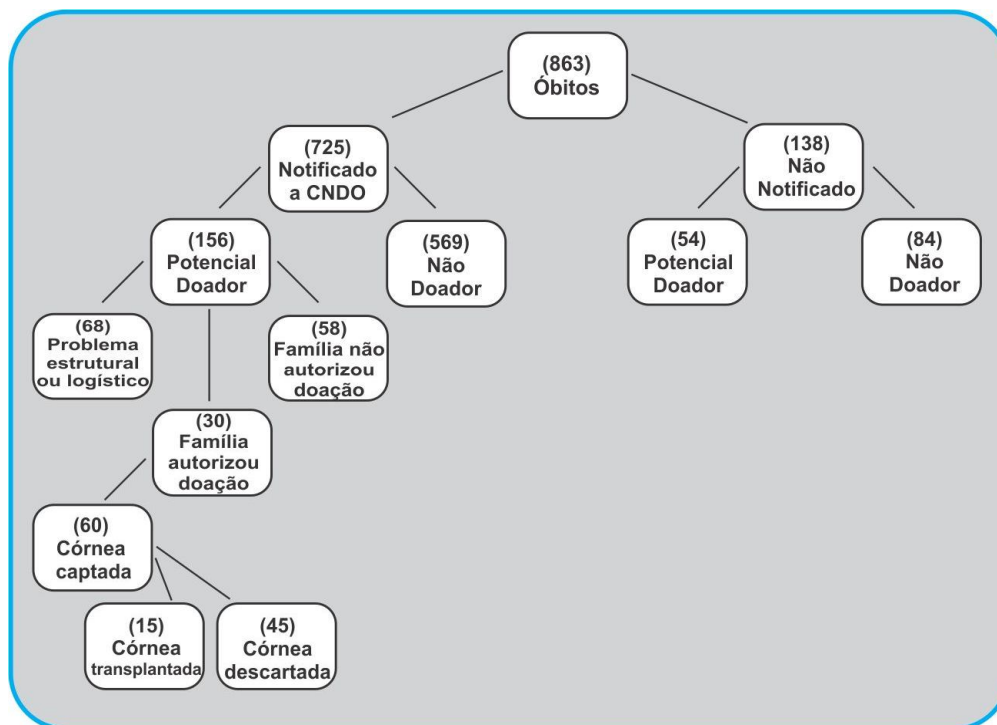 (863)
Óbitos
(725)
Notificado
a CNDO
(138)
Não
Notificado
(156)
Potencial
Doador
(569)
Não
Doador
(54)
Potencial
Doador
(84)
Não
Doador
(68)
Problema
estrutural
ou logístico
(58)
Família não
autorizou
doação
(30)
Família
autorizou
doação
(60)
Córnea
captada
(15)
Córnea
transplantada
(45)
Córnea
descartada